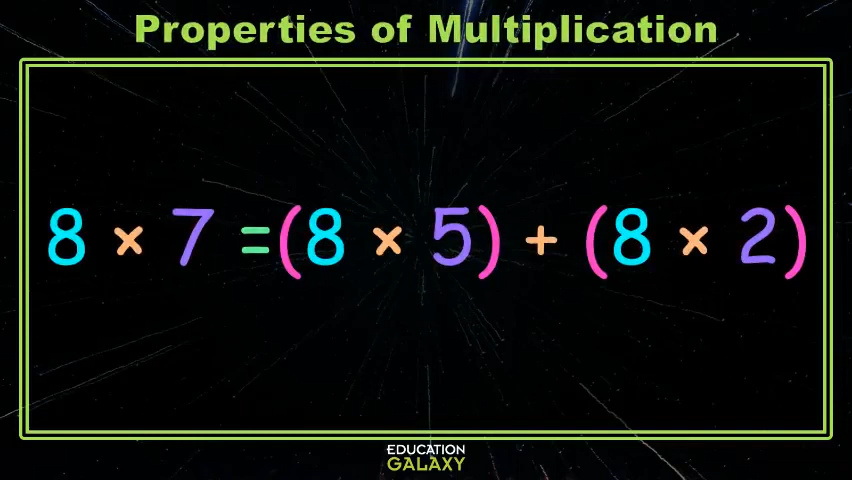 Properties of Multiplication
8 × 7 = (8 × 5) + (8 × 2)
EDUCATION
GALAXY